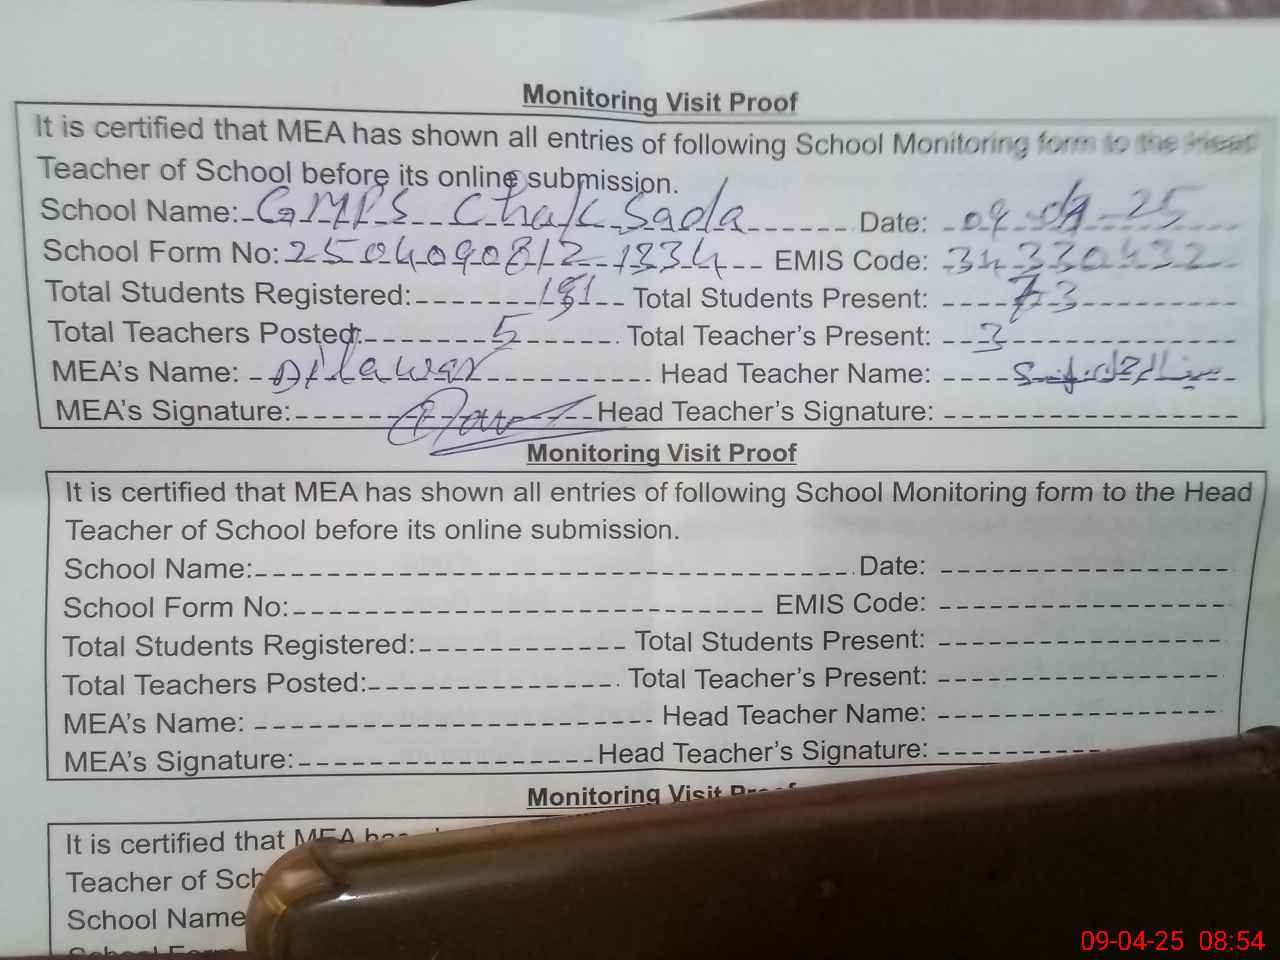 Monitoring Visit Proof
It is certified that MEA has shown all entries of following School Monitoring form to the Head
Teacher of School before its online submission.
School Name: GMPS Chak Sada Date: 09-04-25
School Form No: 2504090812-1334 EMIS Code: 34330432
Total Students Registered: 181 Total Students Present: 73
Total Teachers Posted: 5 Total Teacher's Present: 3
MEA's Name: Dilawar Head Teacher Name:
MEA's Signature: Head Teacher's Signature:
Monitoring Visit Proof
It is certified that MEA has shown all entries of following School Monitoring form to the Head
Teacher of School before its online submission.
School Name: Date:
School Form No: EMIS Code:
Total Students Registered: Total Students Present:
Total Teachers Posted: Total Teacher's Present:
MEA's Name: Head Teacher Name:
MEA's Signature: Head Teacher's Signature:
Monitoring Visit Proof
It is certified that MEA has
Teacher of Sch
School Name
School Form
09-04-25 08:54